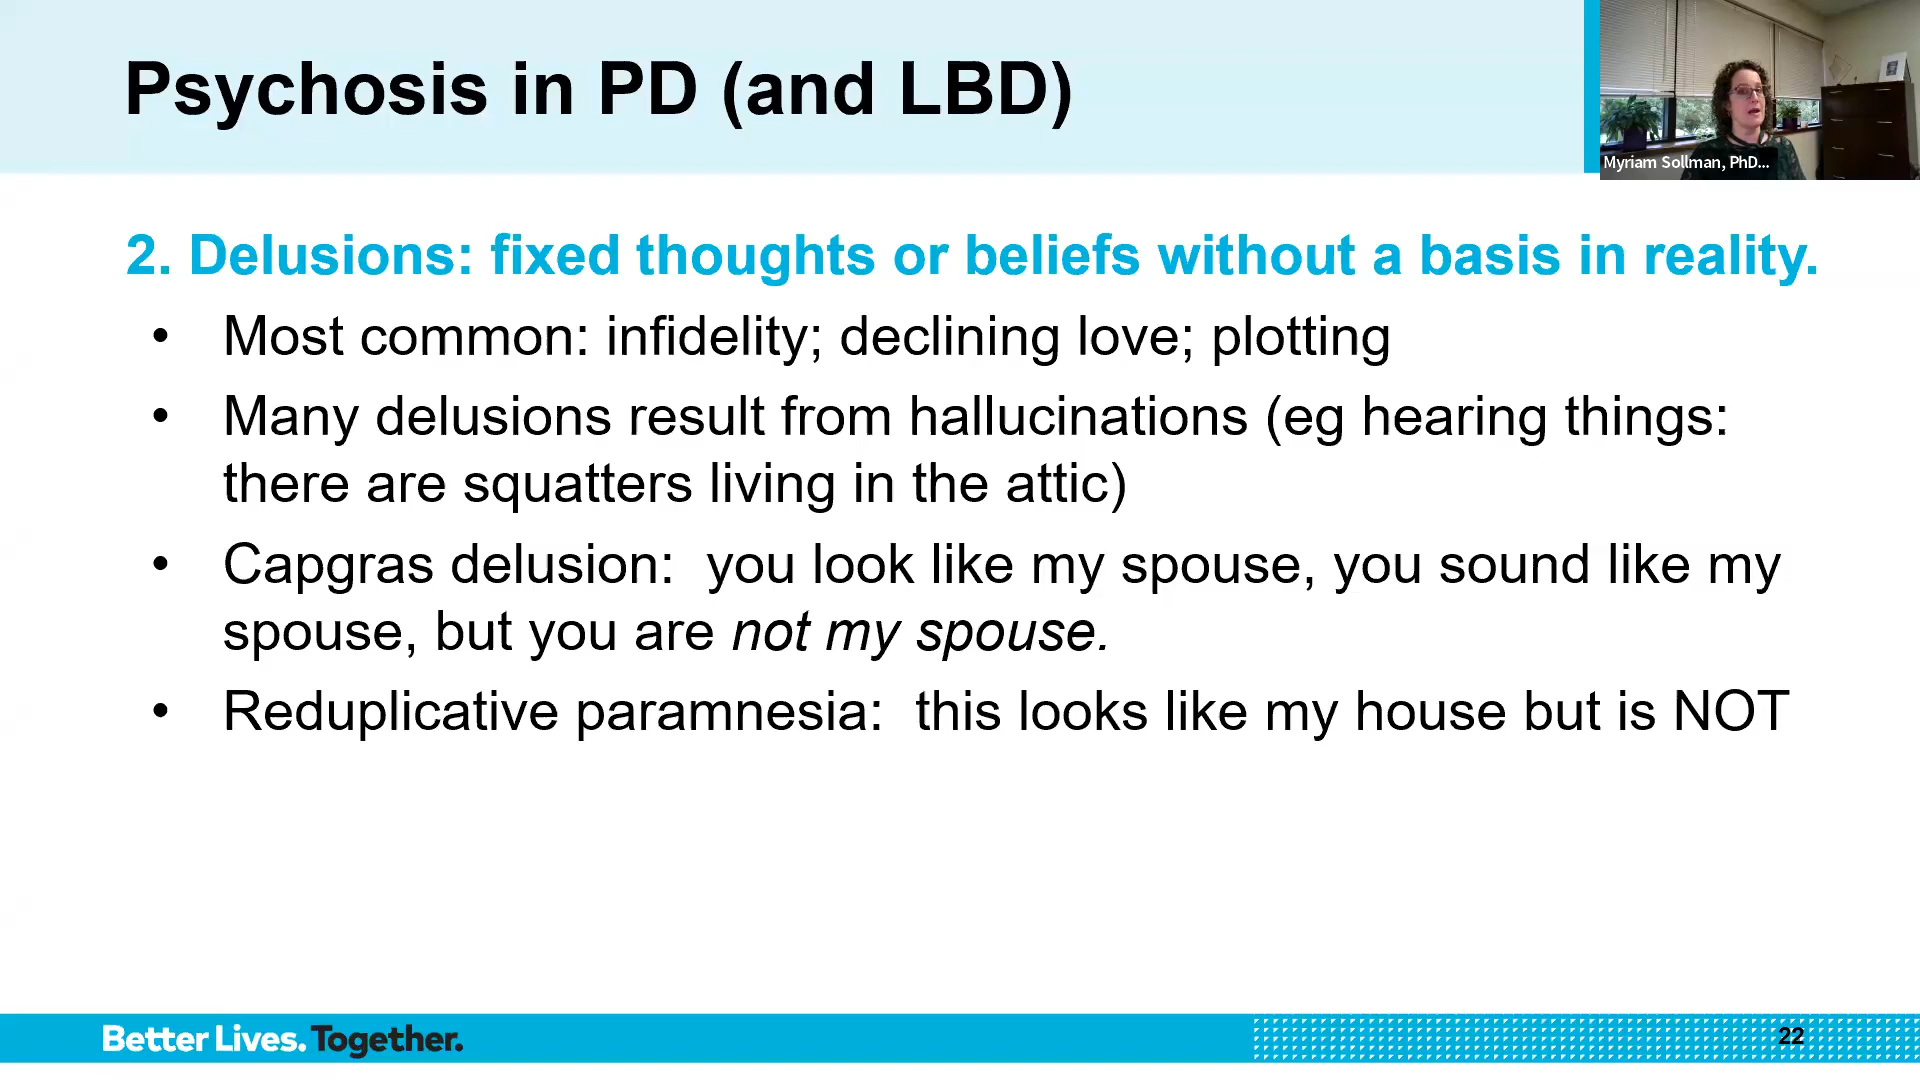 Psychosis in PD (and LBD)
Myriam Sollman, PhD...
2. Delusions: fixed thoughts or beliefs without a basis in reality.
• Most common: infidelity; declining love; plotting
• Many delusions result from hallucinations (eg hearing things:
there are squatters living in the attic)
• Capgras delusion: you look like my spouse, you sound like my
spouse, but you are not my spouse.
• Reduplicative paramnesia: this looks like my house but is NOT
Better Lives. Together.
22